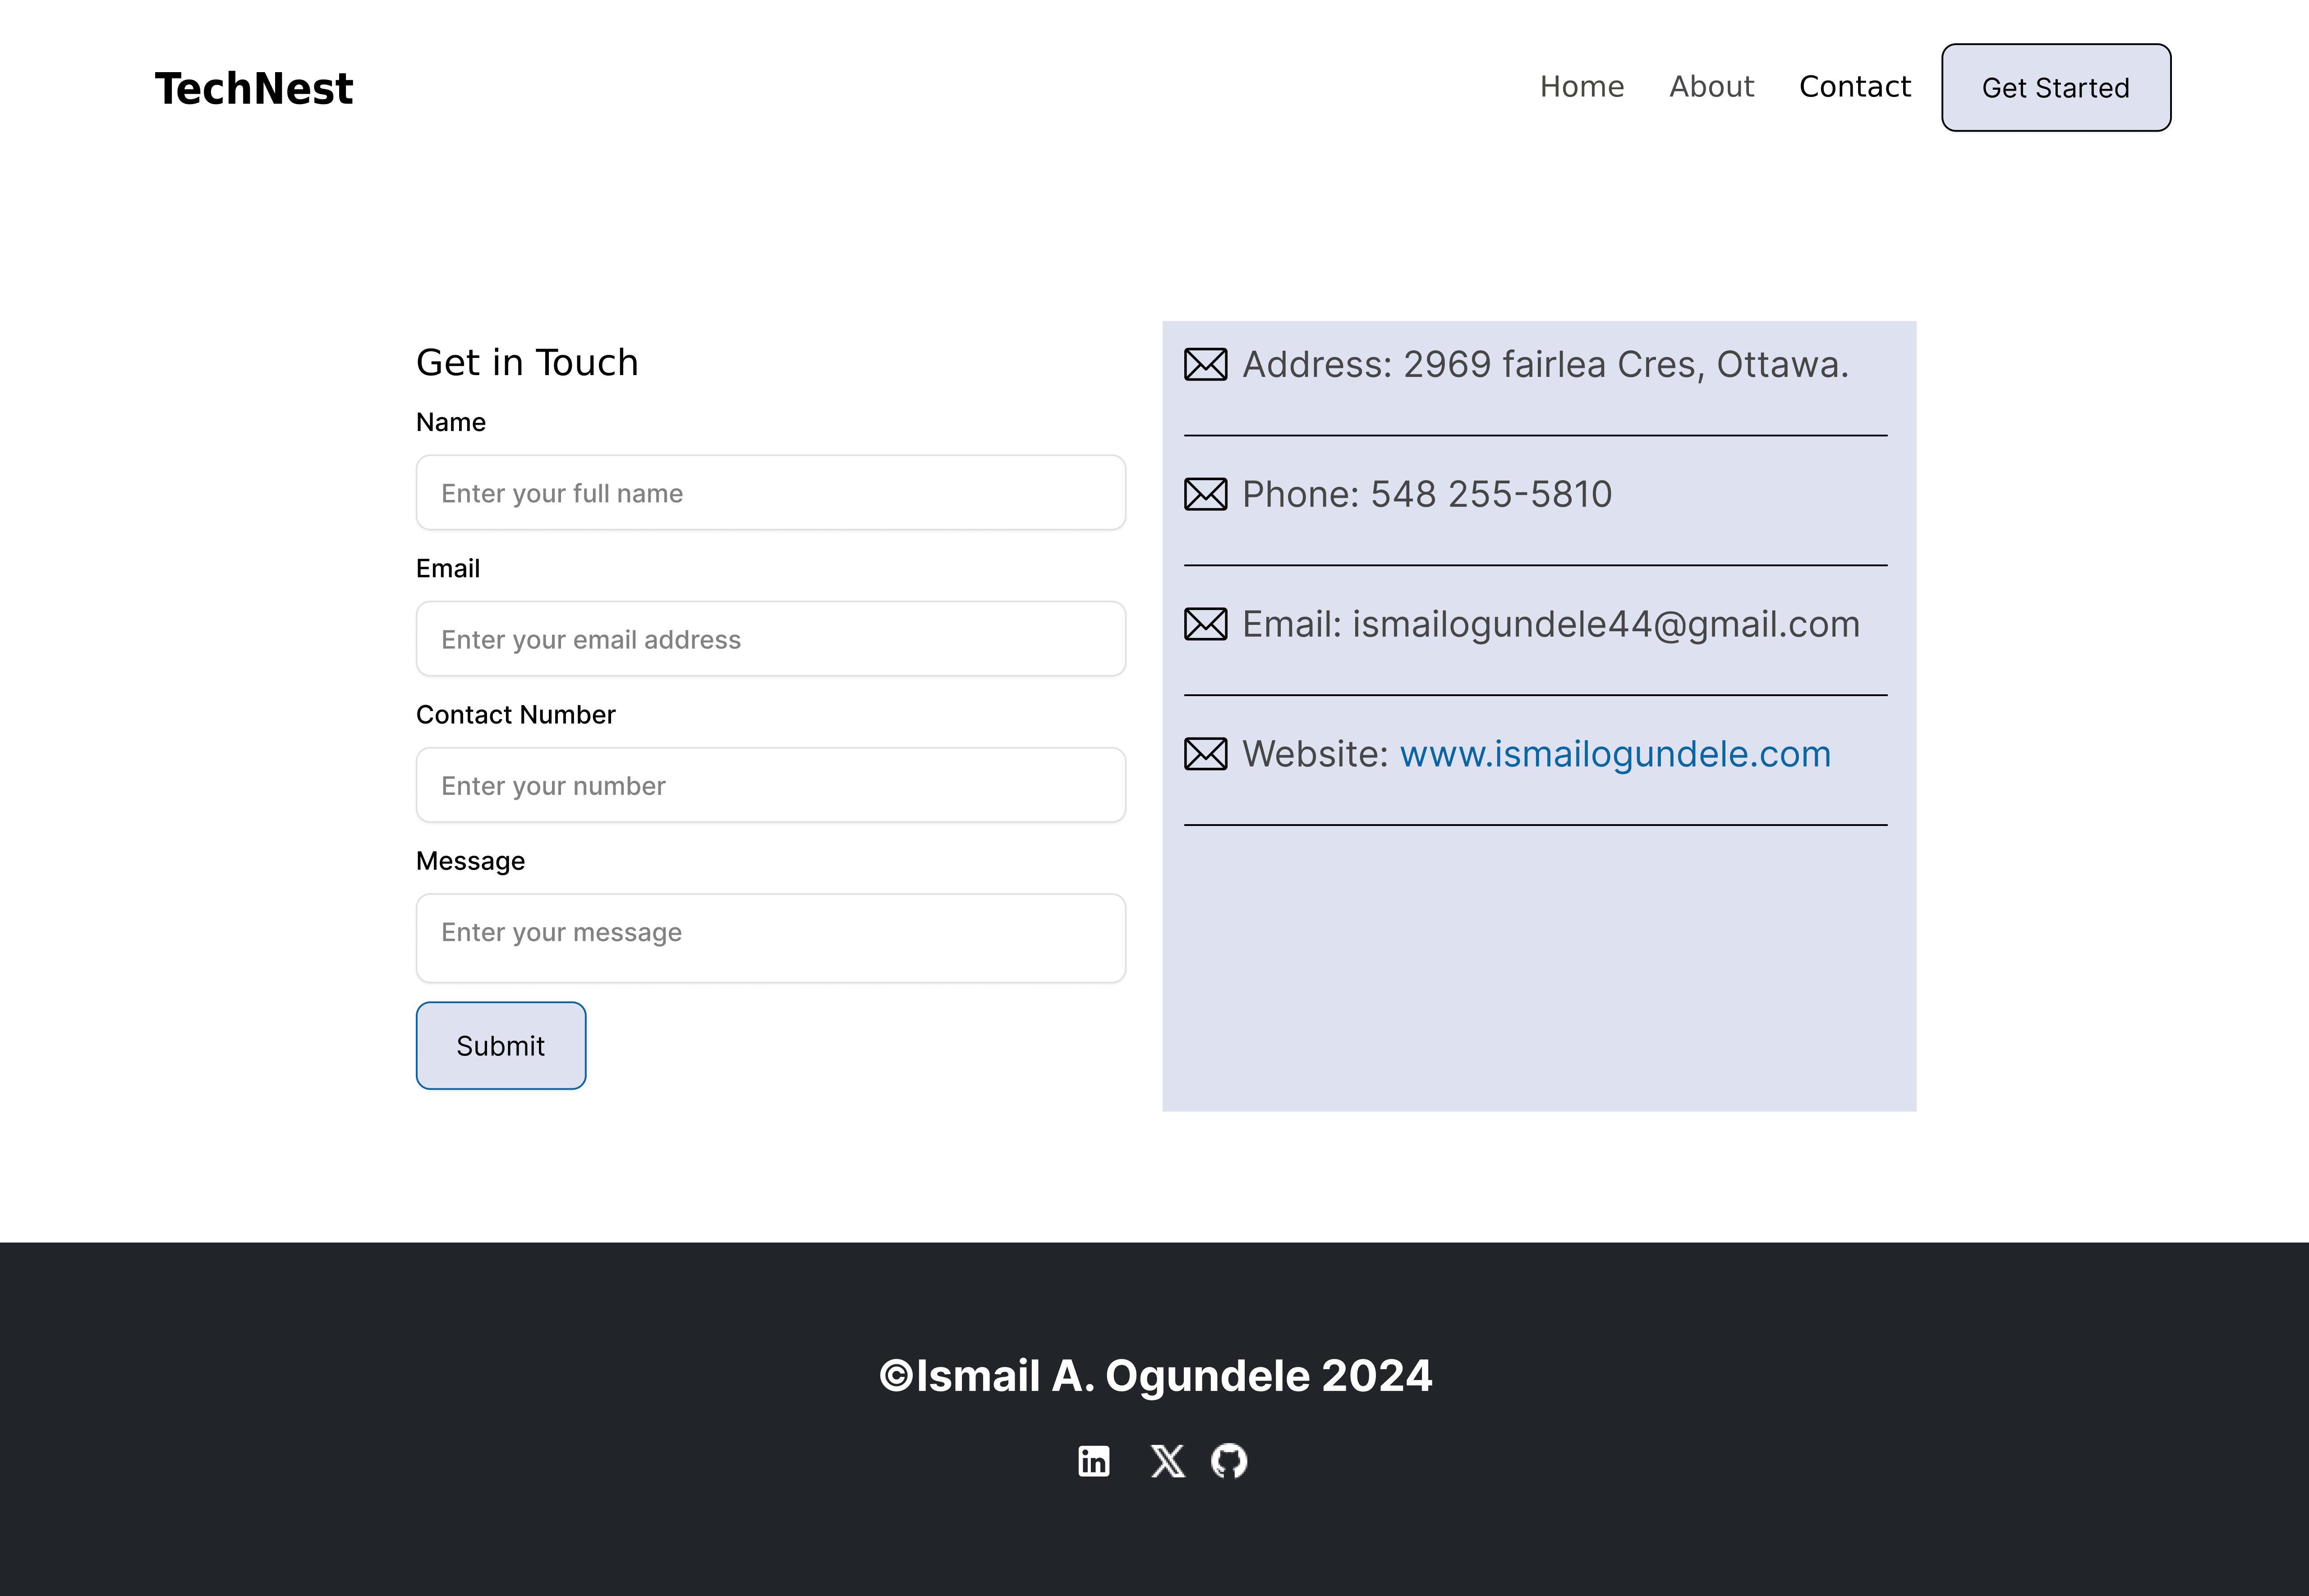 TechNest
Home About Contact Get Started
Get in Touch
Name
Enter your full name
Email
Enter your email address
Contact Number
Enter your number
Message
Enter your message
Submit
Address: 2969 fairlea Cres, Ottawa.
Phone: 548 255-5810
Email: ismailogundele44@gmail.com
Website: www.ismailogundele.com
©Ismail A. Ogundele 2024